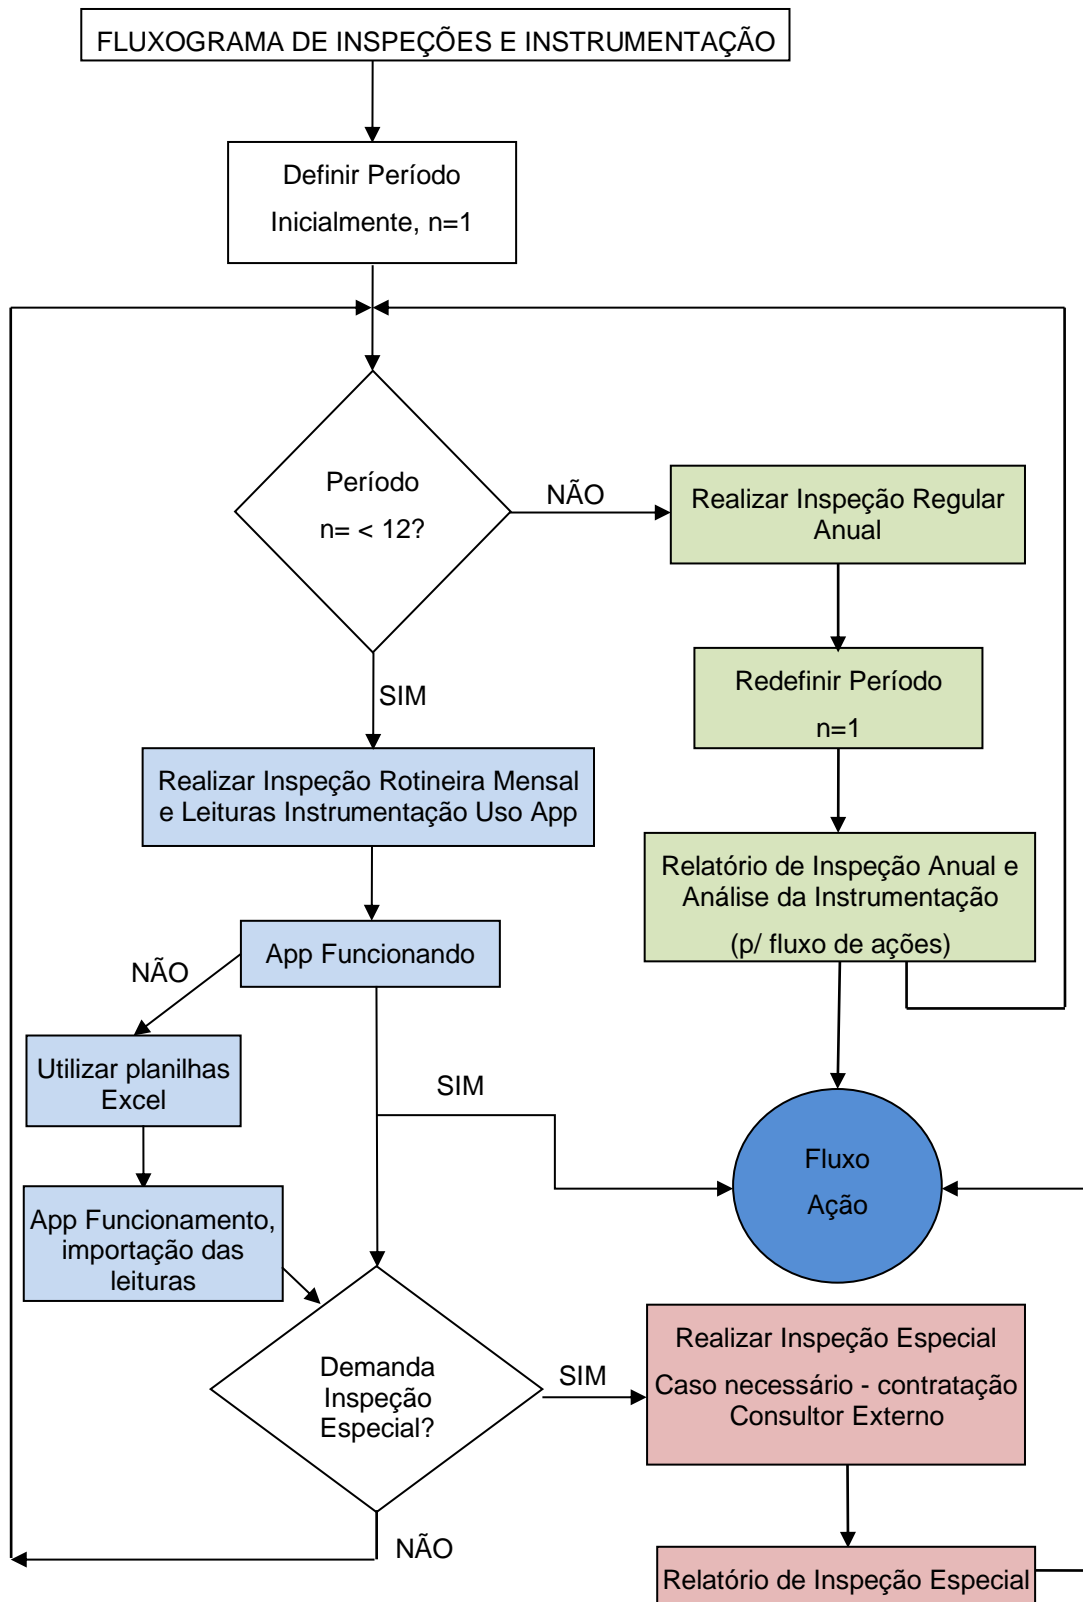 FLUXOGRAMA DE INSPEÇÕES E INSTRUMENTAÇÃO
Definir Período
Inicialmente, n=1
Período
n= < 12?
NÃO
Realizar Inspeção Regular
Anual
SIM
Redefinir Período
n=1
Realizar Inspeção Rotineira Mensal
e Leituras Instrumentação Uso App
Relatório de Inspeção Anual e
Análise da Instrumentação
(p/ fluxo de ações)
App Funcionando
NÃO
Utilizar planilhas
Excel
SIM
Fluxo
Ação
App Funcionamento,
importação das
leituras
Demanda
Inspeção
Especial?
SIM
Realizar Inspeção Especial
Caso necessário - contratação
Consultor Externo
NÃO
Relatório de Inspeção Especial